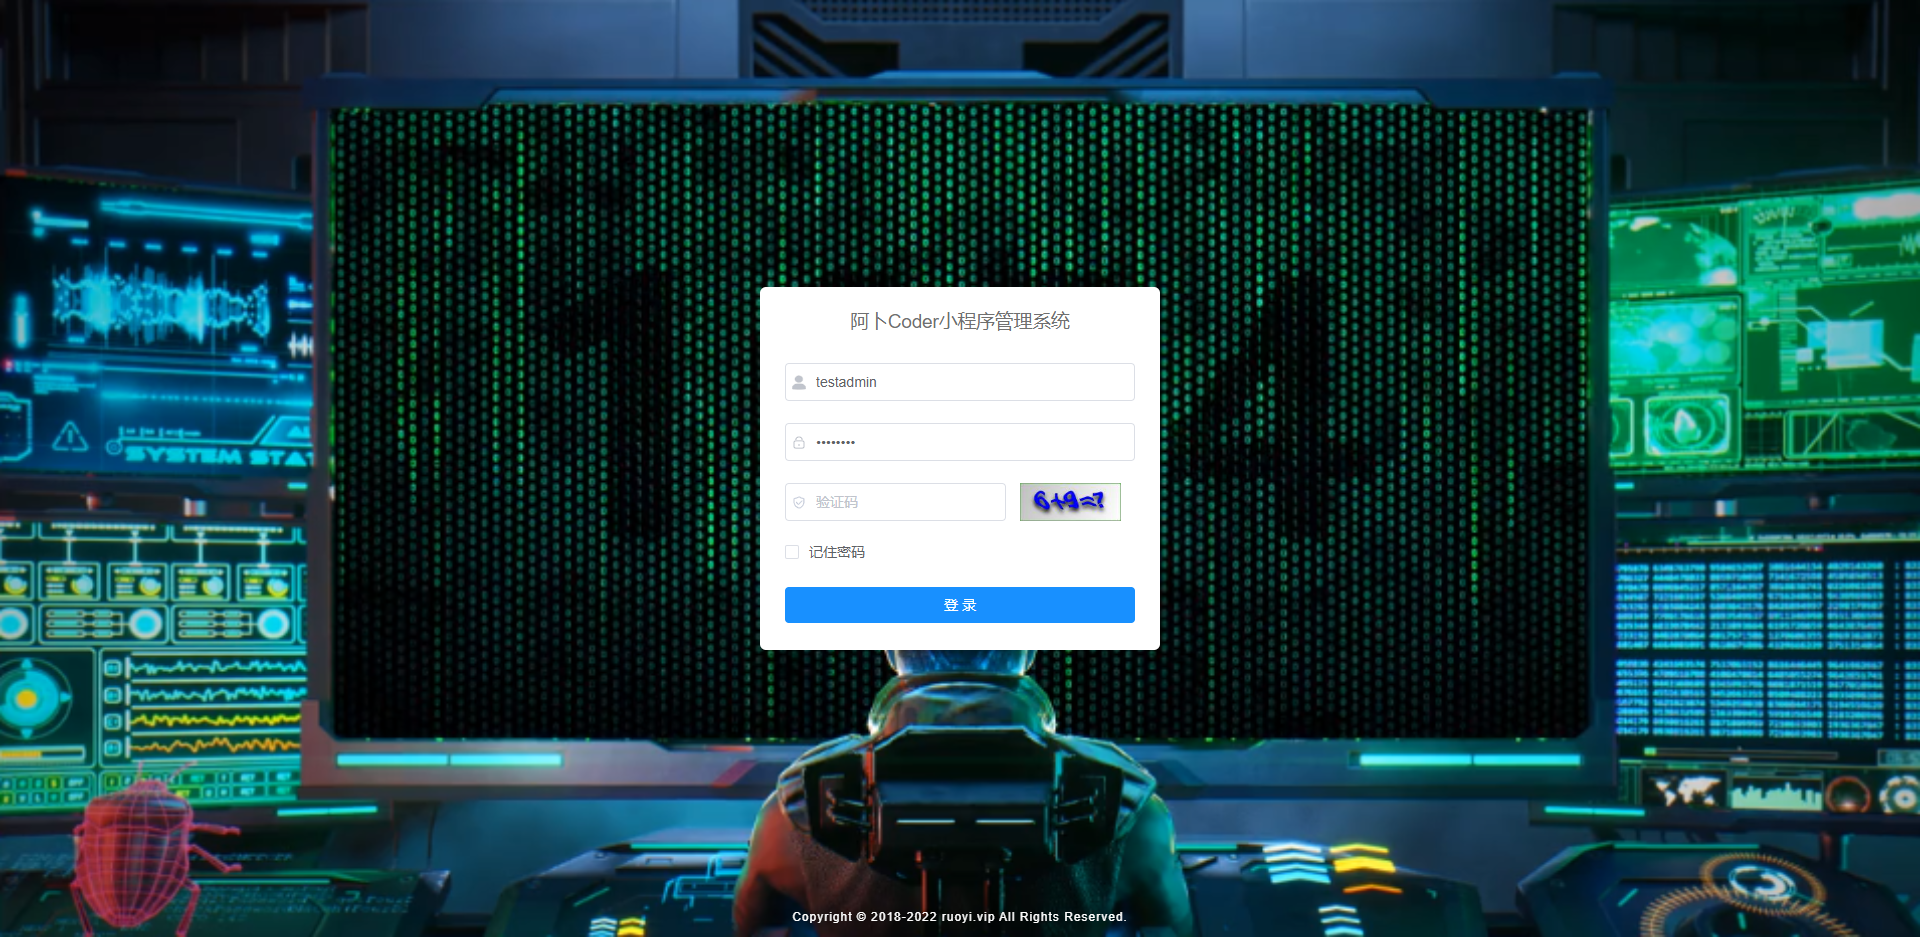 阿卜Coder小程序管理系统
testadmin
••••••••
验证码
6+9=?
记住密码
登 录
SYSTEM STAT
Copyright © 2018-2022 ruoyi.vip All Rights Reserved.